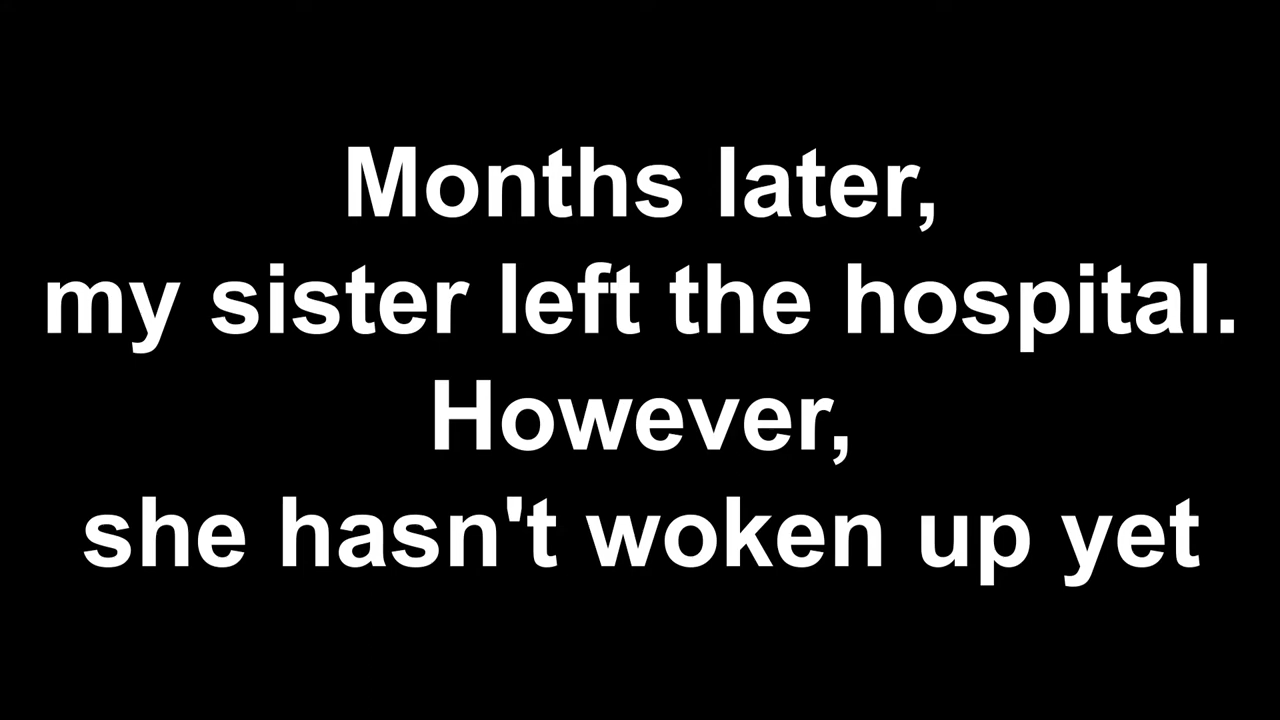 Months later,
my sister left the hospital.
However,
she hasn't woken up yet